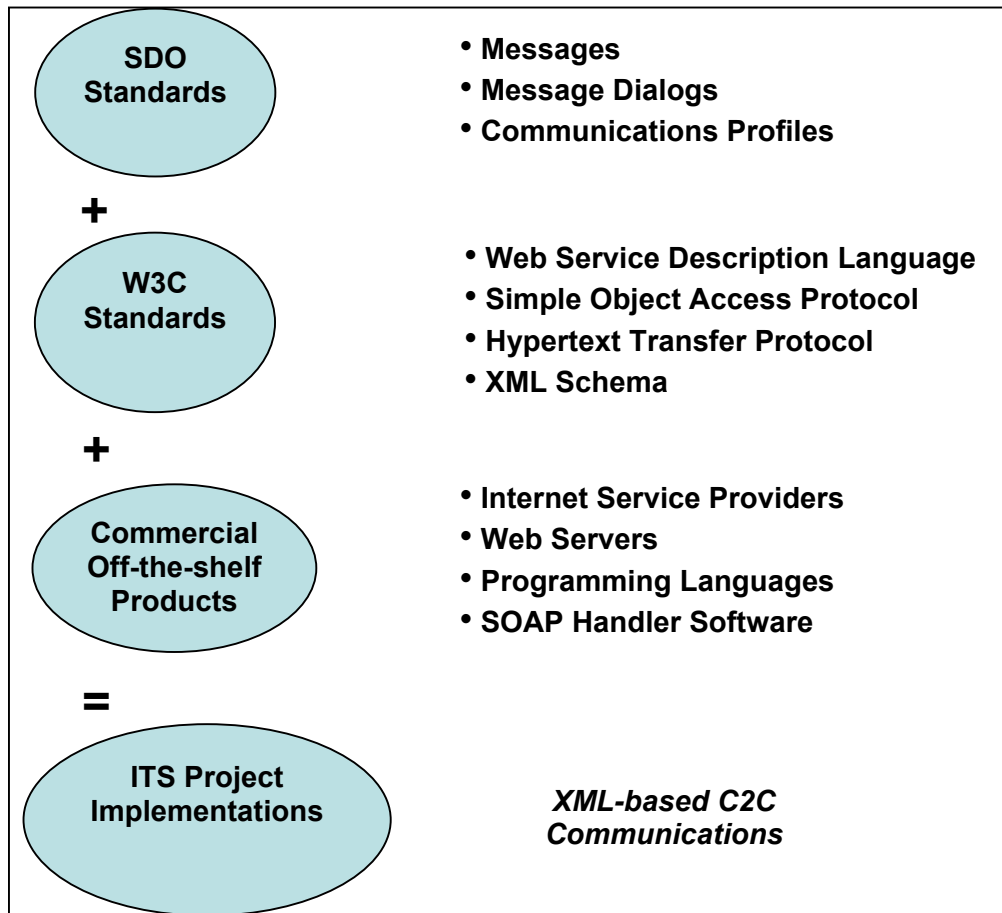 SDO
Standards
• Messages
• Message Dialogs
• Communications Profiles
+
W3C
Standards
• Web Service Description Language
• Simple Object Access Protocol
• Hypertext Transfer Protocol
• XML Schema
+
Commercial
Off-the-shelf
Products
• Internet Service Providers
• Web Servers
• Programming Languages
• SOAP Handler Software
=
ITS Project
Implementations
XML-based C2C
Communications